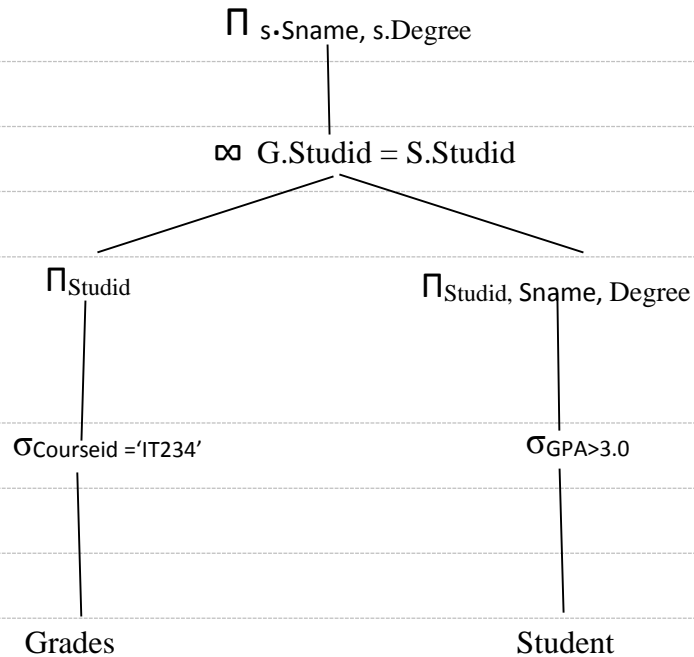 Π s.Sname, s.Degree
∞ G.Studid = S.Studid
ΠStudid
ΠStudid, Sname, Degree
σCourseid =‘IT234’
σGPA>3.0
Grades
Student